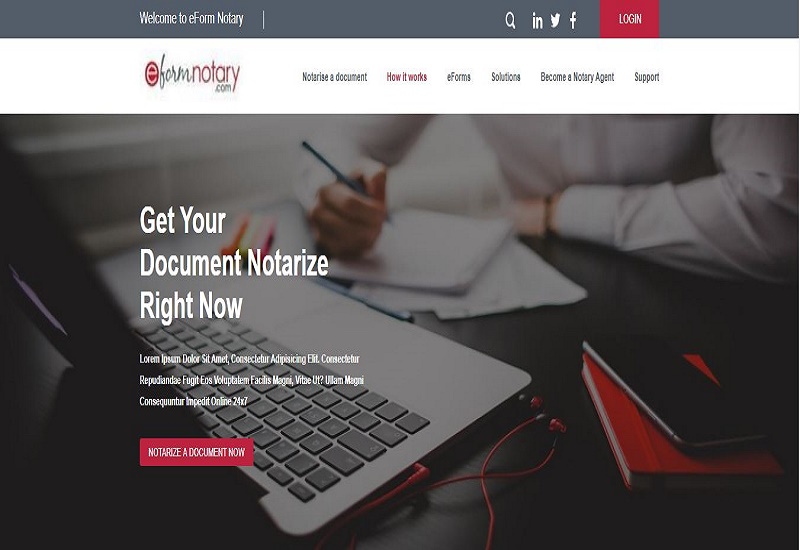 Welcome to eForm Notary
LOGIN
eformnotary
.com
Notarise a document How it works eForms Solutions Become a Notary Agent Support
Get Your
Document Notarize
Right Now
Lorem Ipsum Dolor Sit Amet, Consectetur Adipisicing Elit. Consectetur
Repudiandae Fugit Eos Voluptatem Facilis Magni, Vitae Ut? Ullam Magni
Consequuntur Impedit Online 24x7
NOTARIZE A DOCUMENT NOW